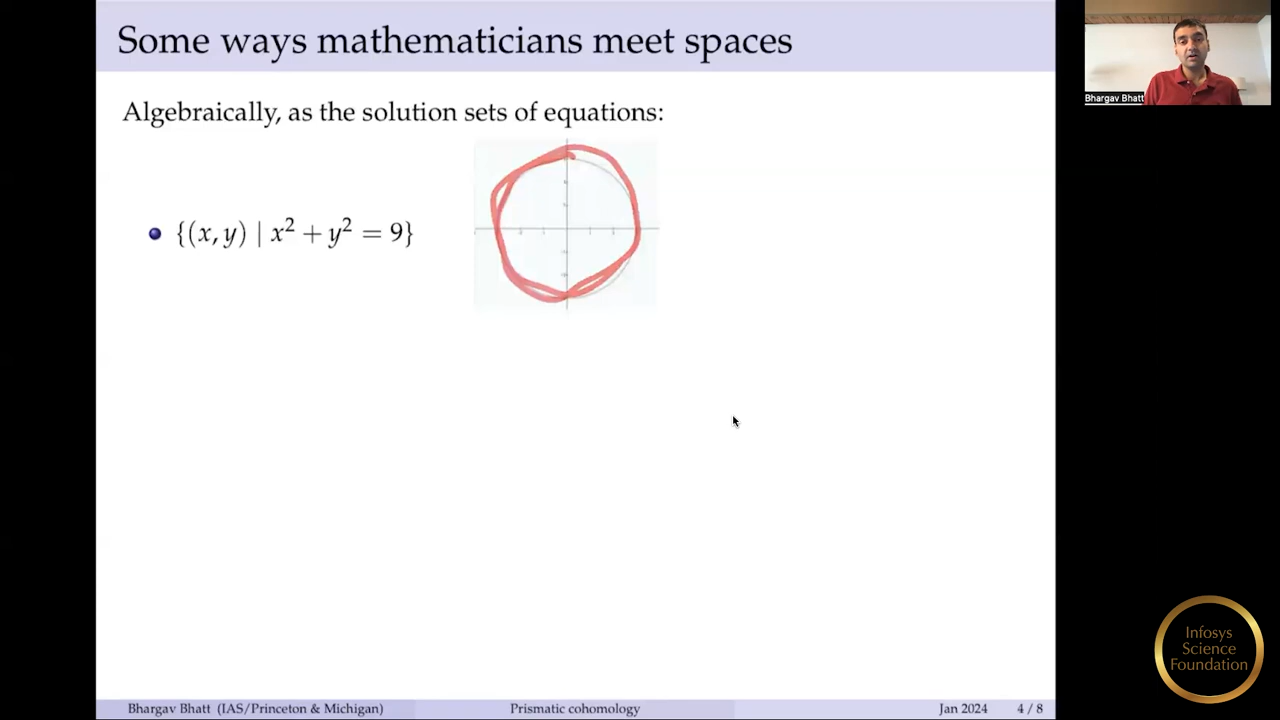 Some ways mathematicians meet spaces
Algebraically, as the solution sets of equations:
{(x, y) | x² + y² = 9}
Bhargav Bhatt
Infosys
Science
Foundation
Bhargav Bhatt (IAS/Princeton & Michigan) Prismatic cohomology Jan 2024 4 / 8